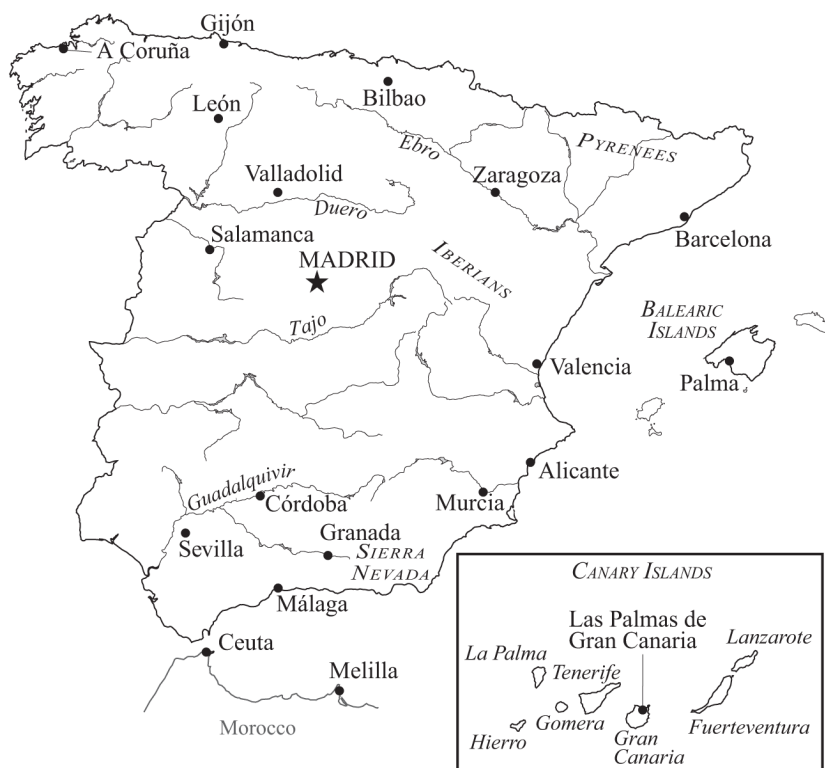 Gijón
A Coruña
León
Bilbao
Ebro
PYRENEES
Valladolid
Zaragoza
Duero
Barcelona
Salamanca
MADRID
IBERIANS
Tajo
BALEARIC
ISLANDS
Valencia
Palma
Alicante
Guadalquivir
Córdoba
Murcia
Sevilla
Granada
SIERRA
NEVADA
Málaga
Ceuta
Melilla
Morocco
CANARY ISLANDS
Las Palmas de
Gran Canaria
La Palma
Tenerife
Lanzarote
Hierro
Gomera
Gran
Canaria
Fuerteventura